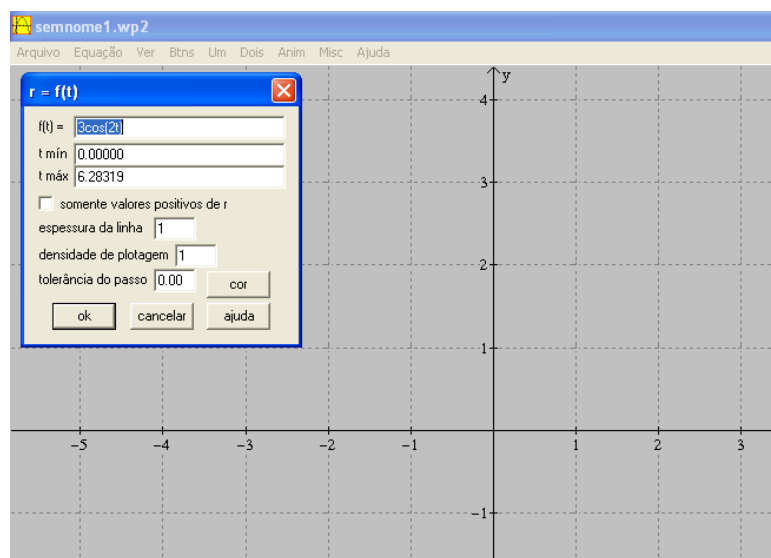 semnome1.wp2
Arquivo Equação Ver Btns Um Dois Anim Misc Ajuda
r = f(t)
f(t) = 3cos(2t)
t mín 0.00000
t máx 6.28319
somente valores positivos de r
espessura da linha 1
densidade de plotagem 1
tolerância do passo 0.00
cor
ok cancelar ajuda
y
4
3
2
1
-5 -4 -3 -2 -1 1 2 3
-1